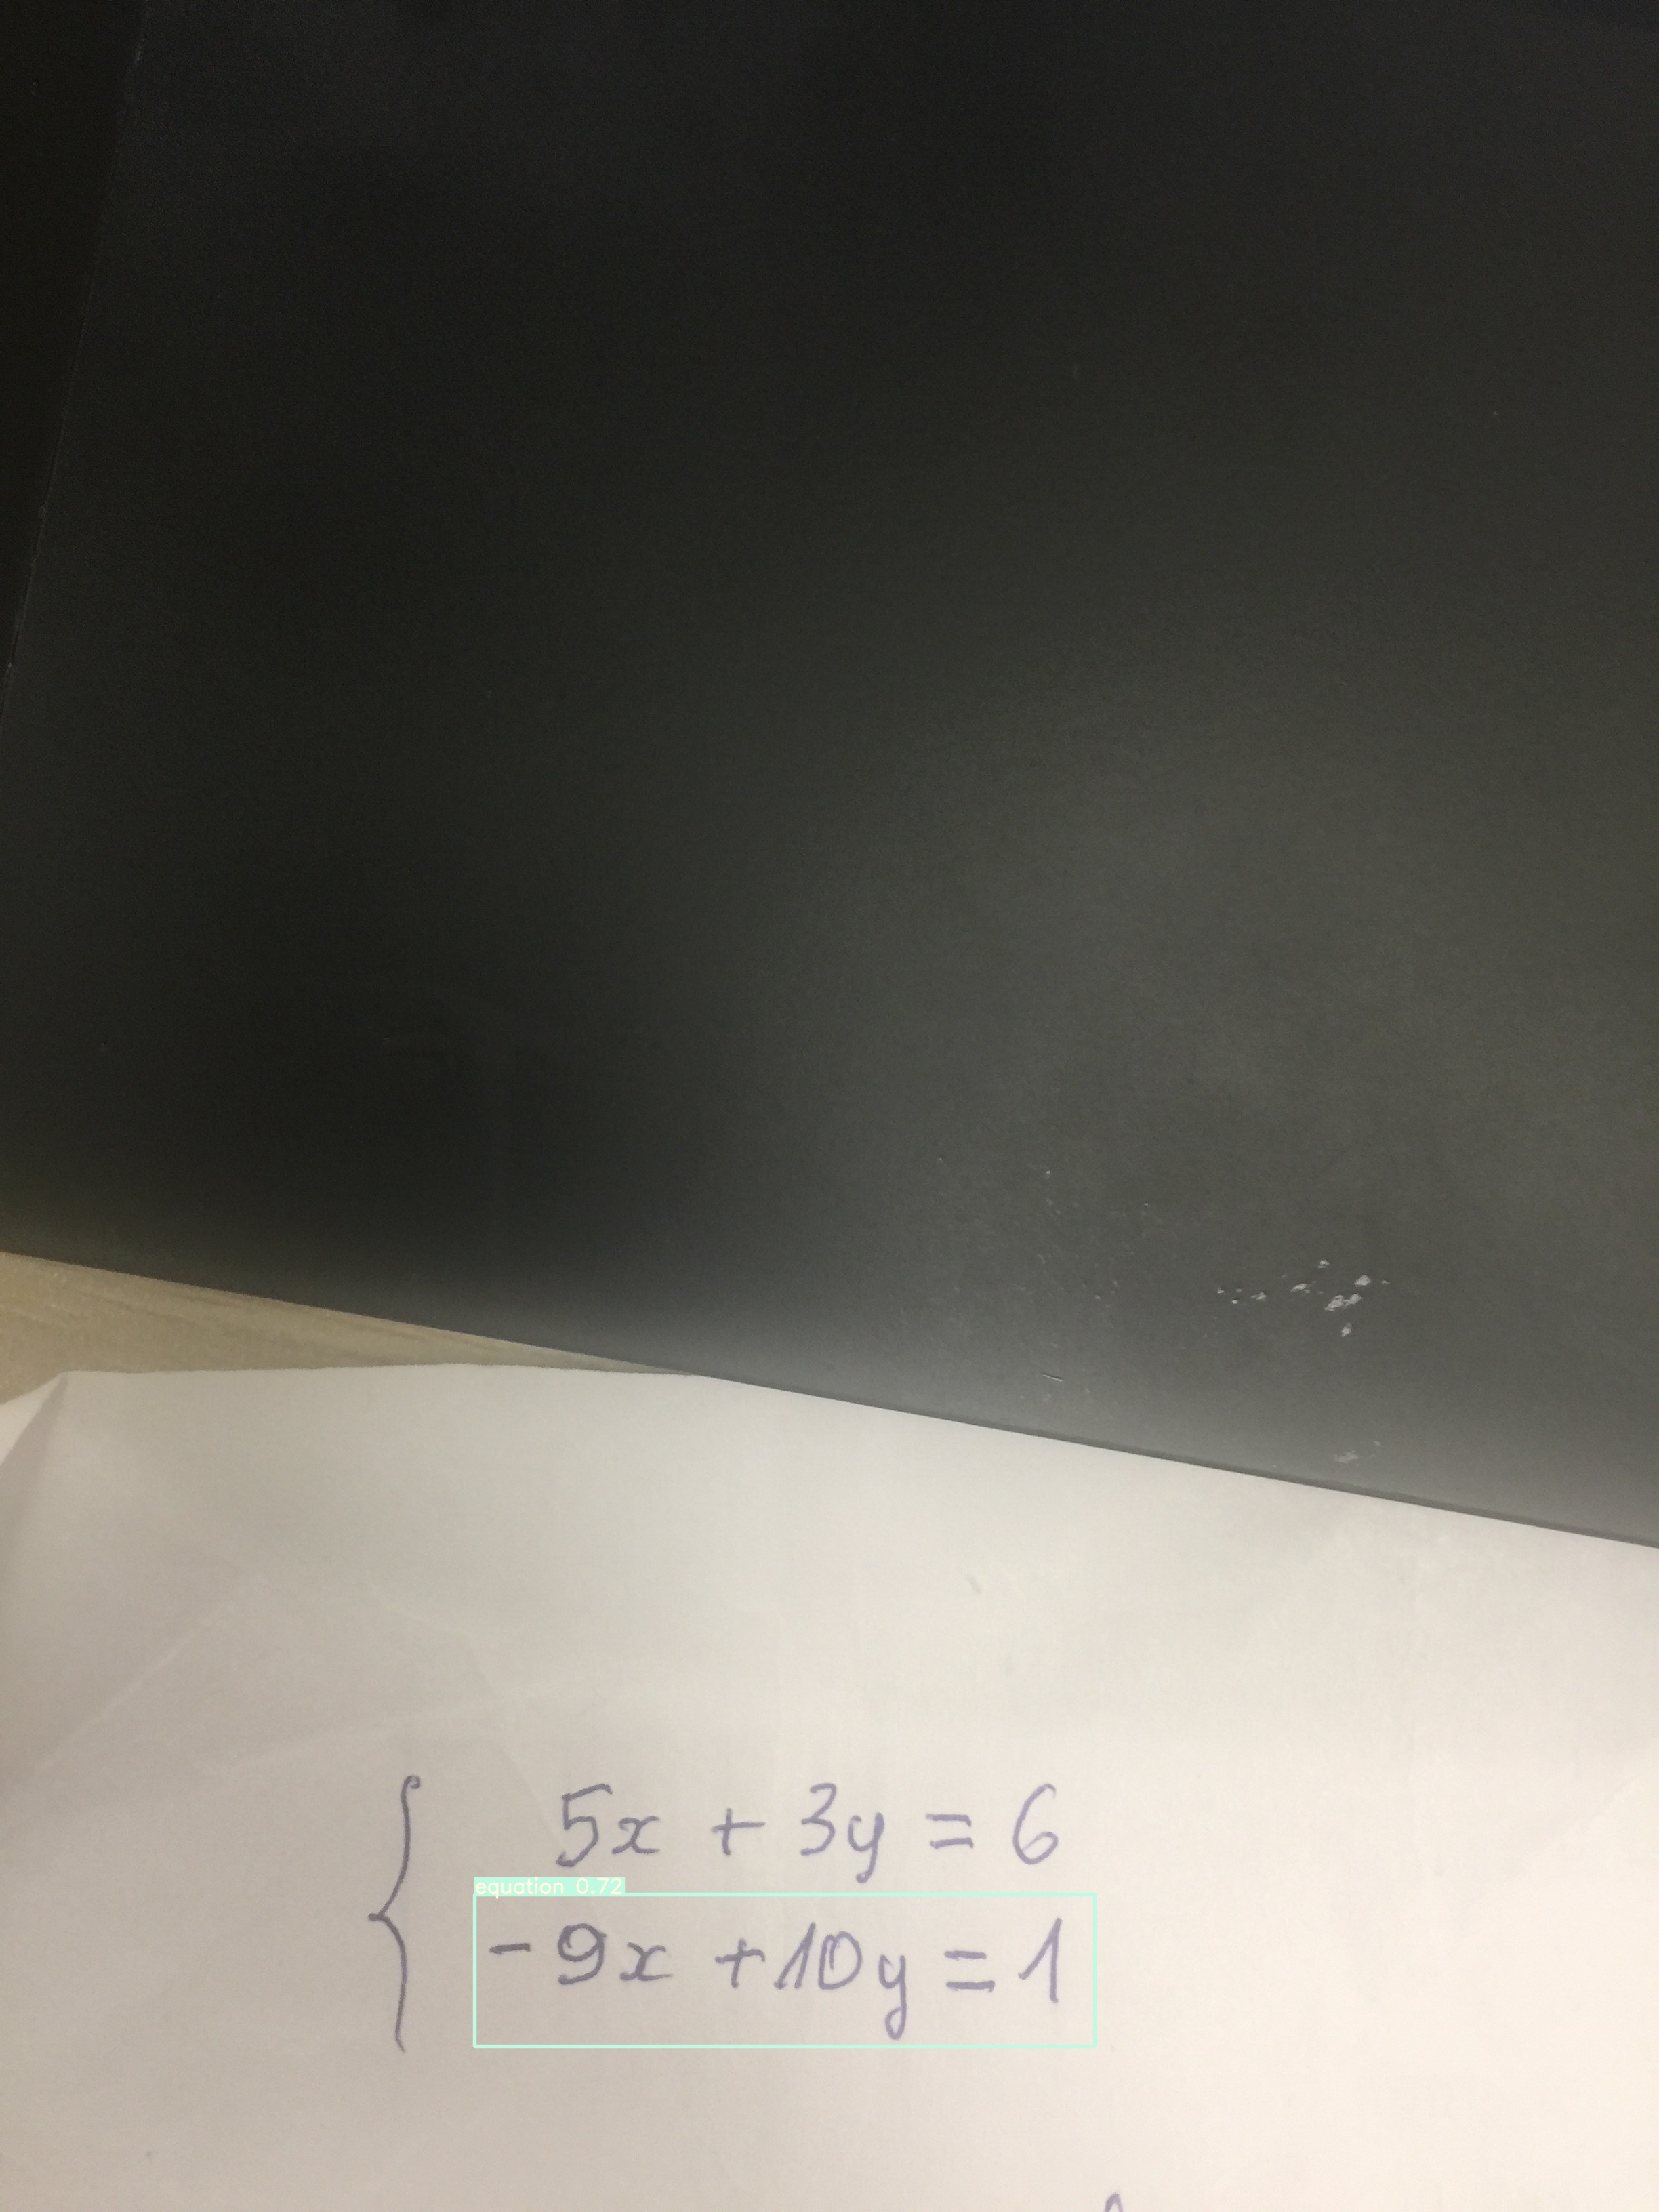 5x + 3y = 6
equation 0.72
-9x +10y = 1